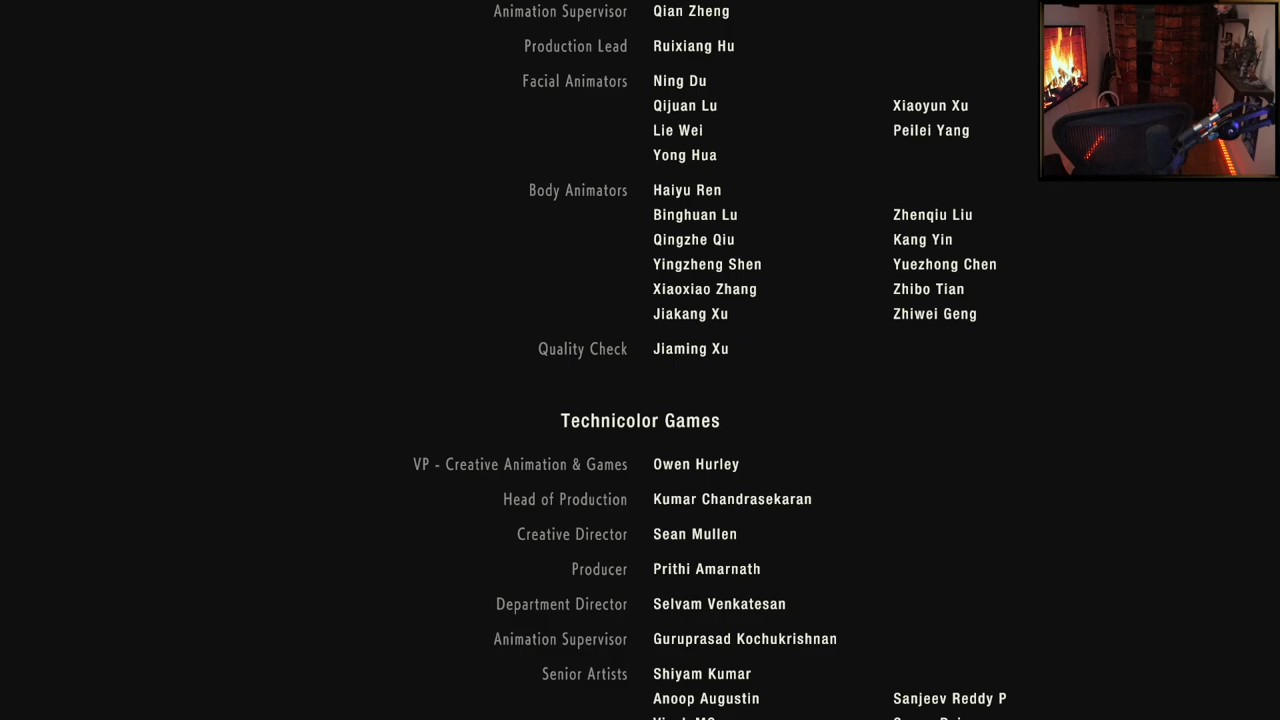 Animation Supervisor Qian Zheng
Production Lead Ruixiang Hu
Facial Animators Ning Du
Qijuan Lu Xiaoyun Xu
Lie Wei Peilei Yang
Yong Hua
Body Animators Haiyu Ren
Binghuan Lu Zhenqiu Liu
Qingzhe Qiu Kang Yin
Yingzheng Shen Yuezhong Chen
Xiaoxiao Zhang Zhibo Tian
Jiakang Xu Zhiwei Geng
Quality Check Jiaming Xu
Technicolor Games
VP - Creative Animation & Games Owen Hurley
Head of Production Kumar Chandrasekaran
Creative Director Sean Mullen
Producer Prithi Amarnath
Department Director Selvam Venkatesan
Animation Supervisor Guruprasad Kochukrishnan
Senior Artists Shiyam Kumar
Anoop Augustin Sanjeev Reddy P